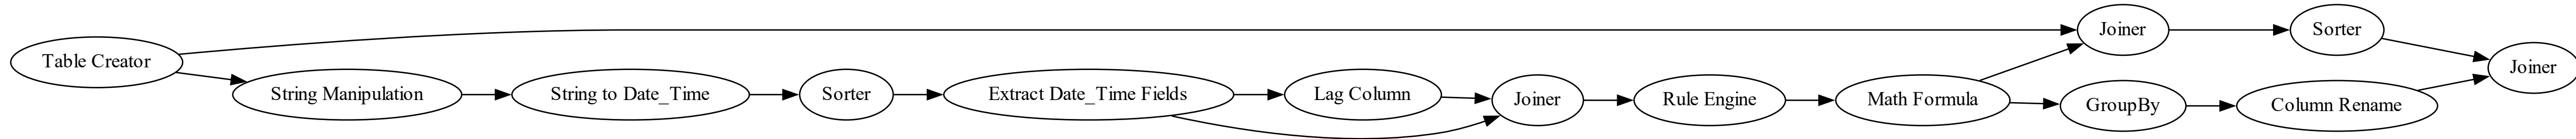 Table Creator
String Manipulation
String to Date_Time
Sorter
Extract Date_Time Fields
Lag Column
Joiner
Rule Engine
Math Formula
Joiner
Sorter
GroupBy
Column Rename
Joiner